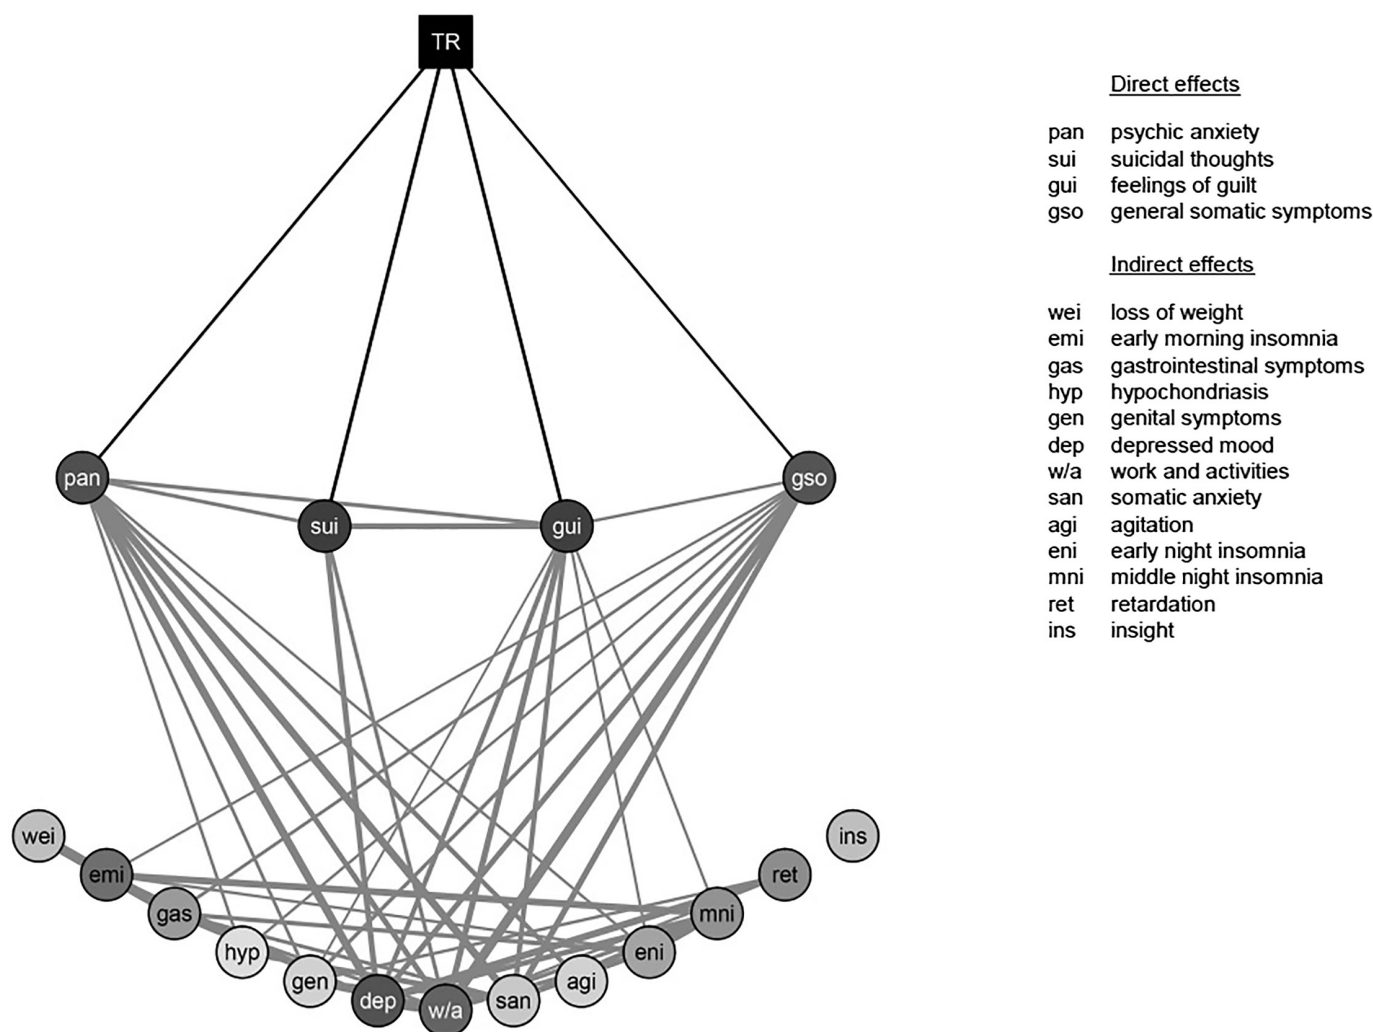 TR
pan
sui
gui
gso
wei
emi
gas
hyp
gen
dep
w/a
san
agi
eni
mni
ret
ins
Direct effects
pan psychic anxiety
sui suicidal thoughts
gui feelings of guilt
gso general somatic symptoms
Indirect effects
wei loss of weight
emi early morning insomnia
gas gastrointestinal symptoms
hyp hypochondriasis
gen genital symptoms
dep depressed mood
w/a work and activities
san somatic anxiety
agi agitation
eni early night insomnia
mni middle night insomnia
ret retardation
ins insight